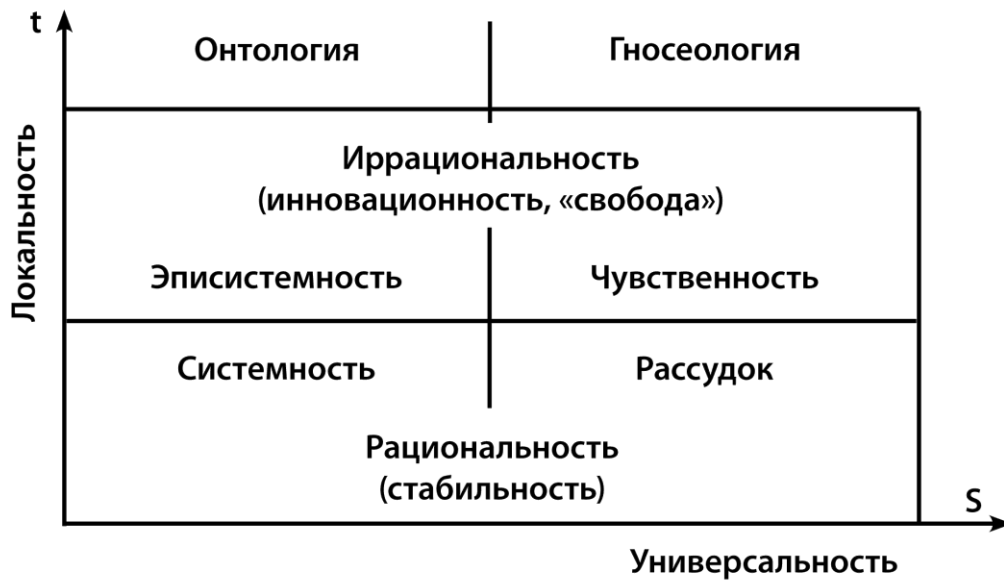 t
Онтология
Гносеология
Локальность
Иррациональность
(инновационность, «свобода»)
Эписистемность
Чувственность
Системность
Рассудок
Рациональность
(стабильность)
S
Универсальность